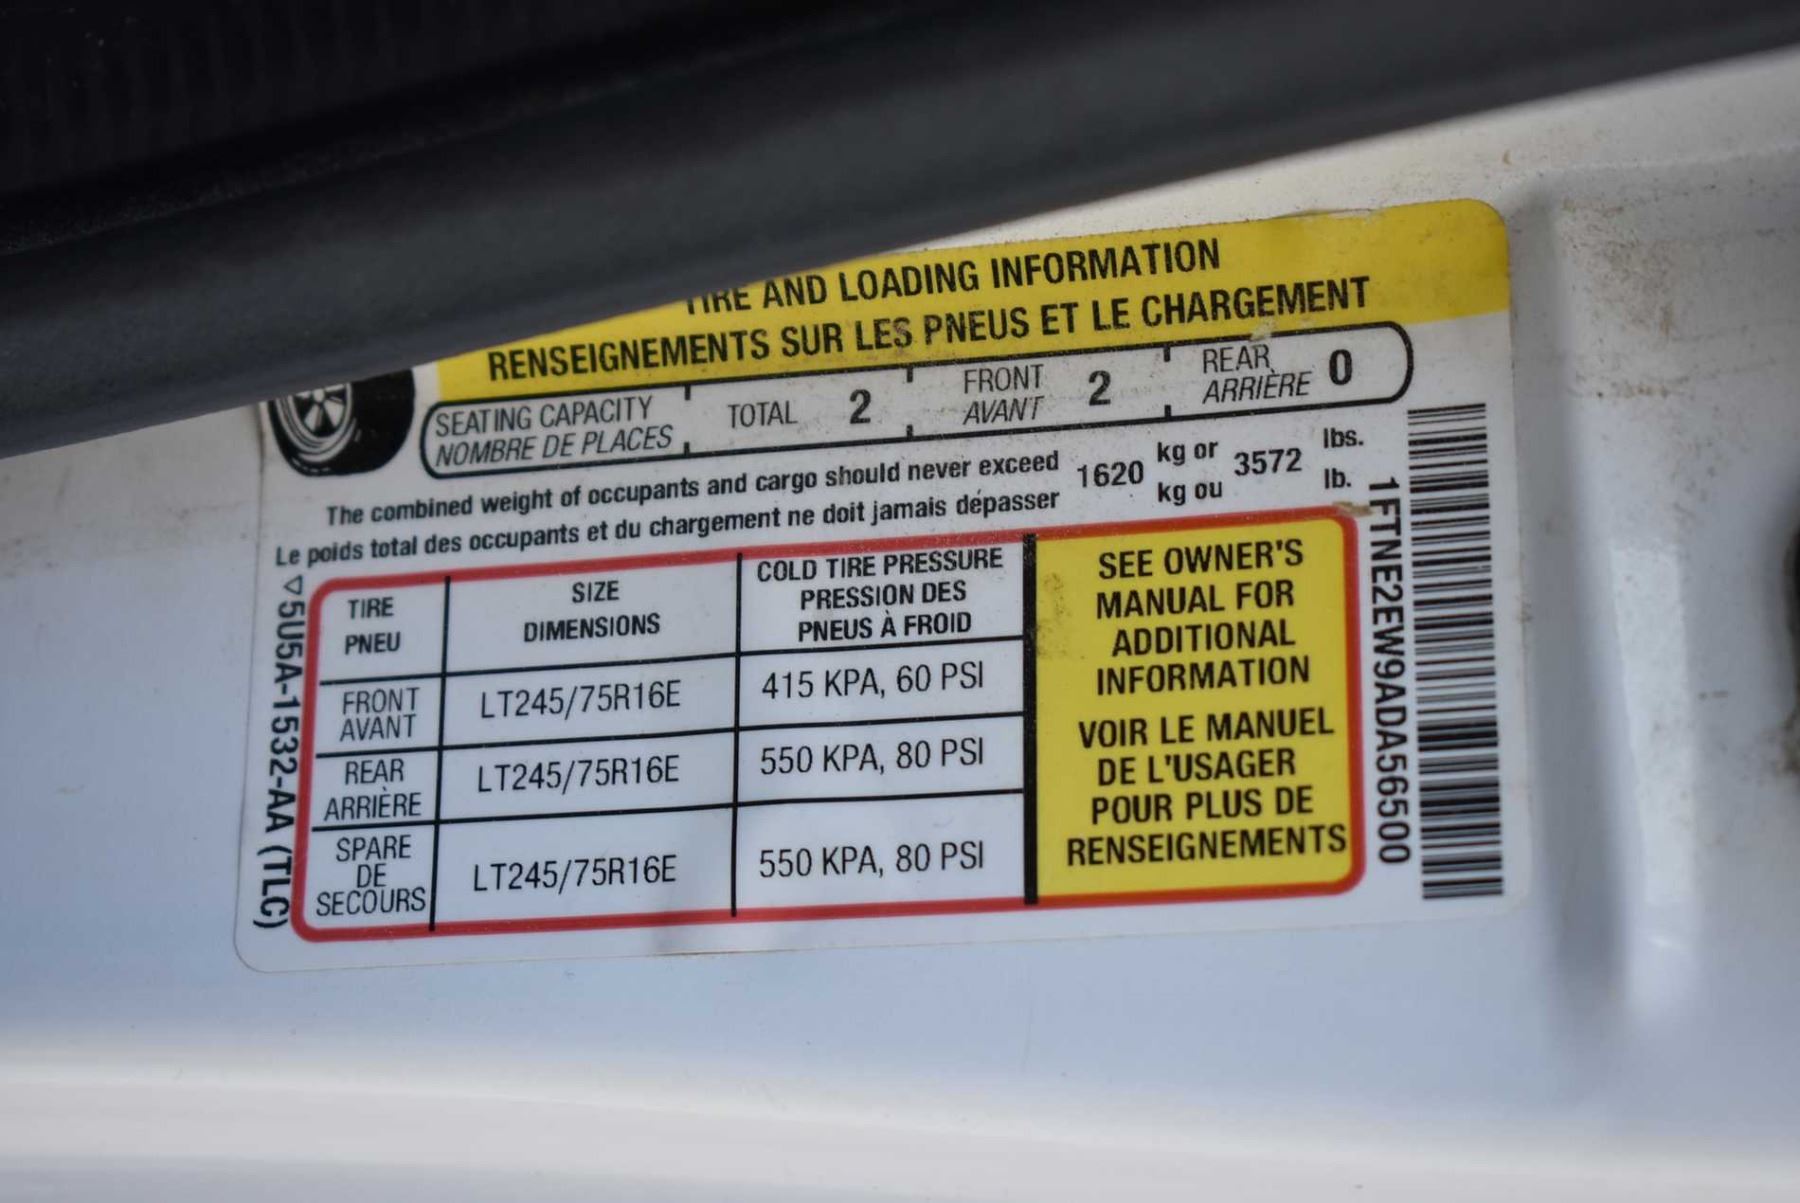 TIRE AND LOADING INFORMATION
RENSEIGNEMENTS SUR LES PNEUS ET LE CHARGEMENT
SEATING CAPACITY
NOMBRE DE PLACES
TOTAL 2
FRONT
AVANT
2
REAR
ARRIÈRE
0
The combined weight of occupants and cargo should never exceed 1620 kg or 3572 lbs.
Le poids total des occupants et du chargement ne doit jamais dépasser kg ou lb.
TIRE
PNEU
SIZE
DIMENSIONS
COLD TIRE PRESSURE
PRESSION DES
PNEUS À FROID
FRONT
AVANT
LT245/75R16E
415 KPA, 60 PSI
REAR
ARRIÈRE
LT245/75R16E
550 KPA, 80 PSI
SPARE
DE
SECOURS
LT245/75R16E
550 KPA, 80 PSI
SEE OWNER'S
MANUAL FOR
ADDITIONAL
INFORMATION
VOIR LE MANUEL
DE L'USAGER
POUR PLUS DE
RENSEIGNEMENTS
5U5A-1532-AA (TLC)
1FTNE2EW9ADA56500